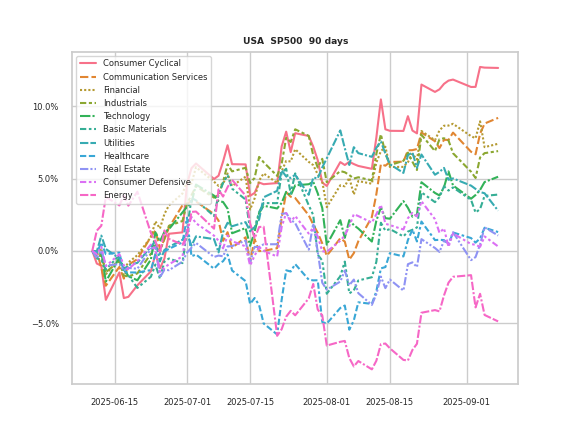 USA  SP500  90 days
Consumer Cyclical
Communication Services
Financial
Industrials
Technology
Basic Materials
Utilities
Healthcare
Real Estate
Consumer Defensive
Energy
10.0%
5.0%
0.0%
−5.0%
2025-06-15
2025-07-01
2025-07-15
2025-08-01
2025-08-15
2025-09-01